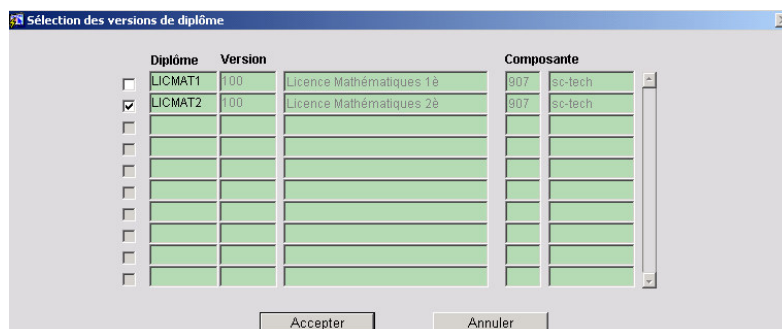 Sélection des versions de diplôme
Diplôme Version Composante
LICMAT1 100 Licence Mathématiques 1è 907 sc-tech
LICMAT2 100 Licence Mathématiques 2è 907 sc-tech
Accepter Annuler